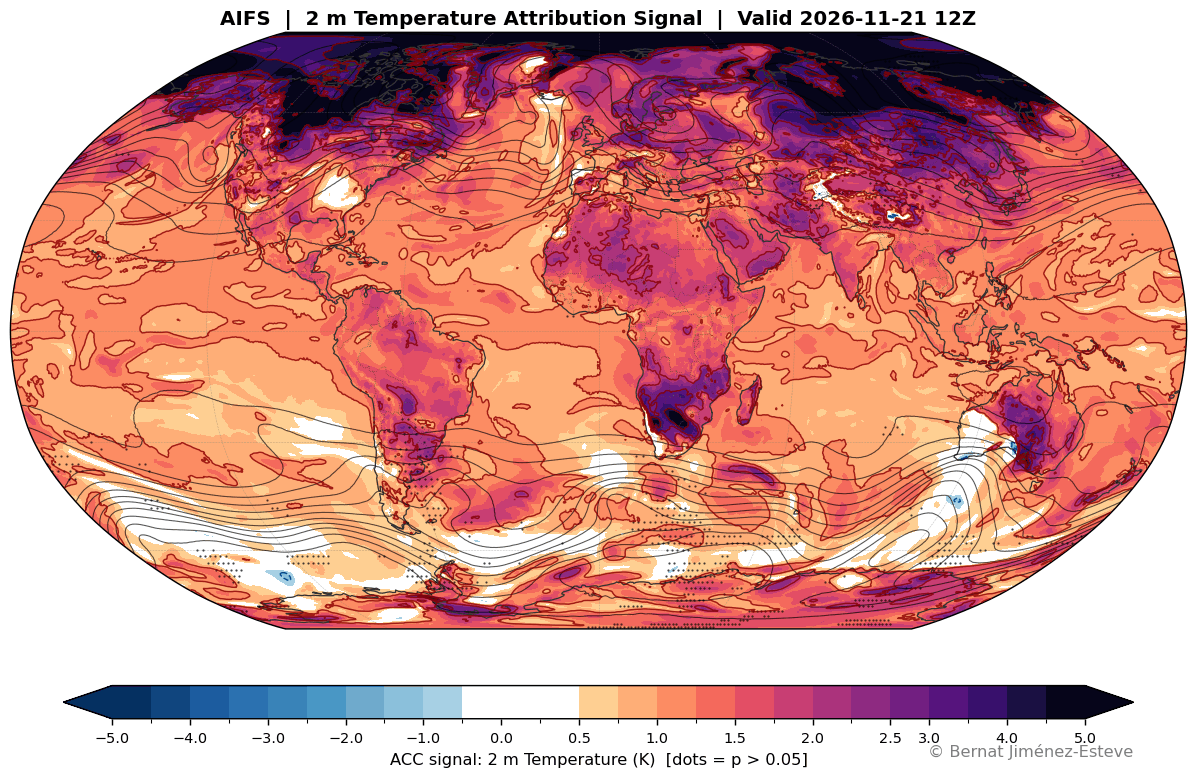 AIFS | 2 m Temperature Attribution Signal | Valid 2026-11-21 12Z
−5.0 −4.0 −3.0 −2.0 −1.0 0.0 0.5 1.0 1.5 2.0 2.5 3.0 4.0 5.0
ACC signal: 2 m Temperature (K) [dots = p > 0.05]
© Bernat Jiménez-Esteve